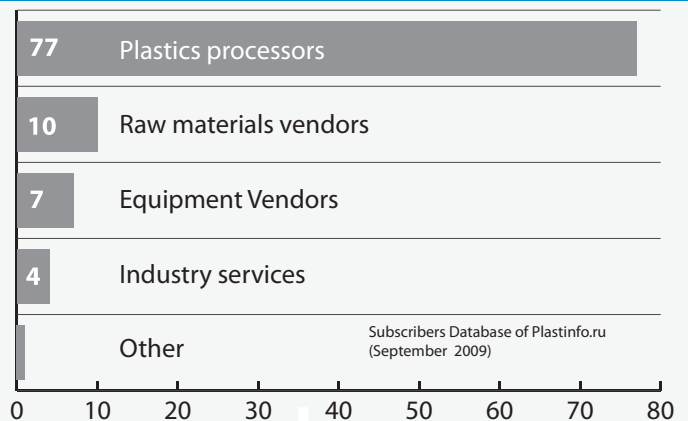 77 Plastics processors
10 Raw materials vendors
7 Equipment Vendors
4 Industry services
Other
Subscribers Database of Plastinfo.ru
(September 2009)
0 10 20 30 40 50 60 70 80